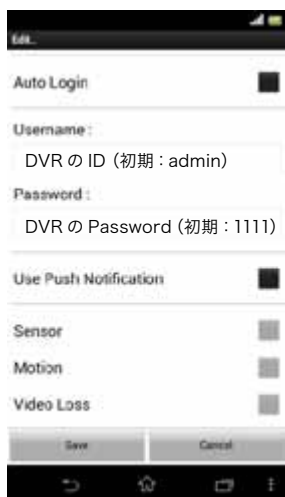 Edit..
Auto Login
Username :
DVR の ID（初期：admin）
Password :
DVR の Password（初期：1111）
Use Push Notification
Sensor
Motion
Video Loss
Save
Cancel